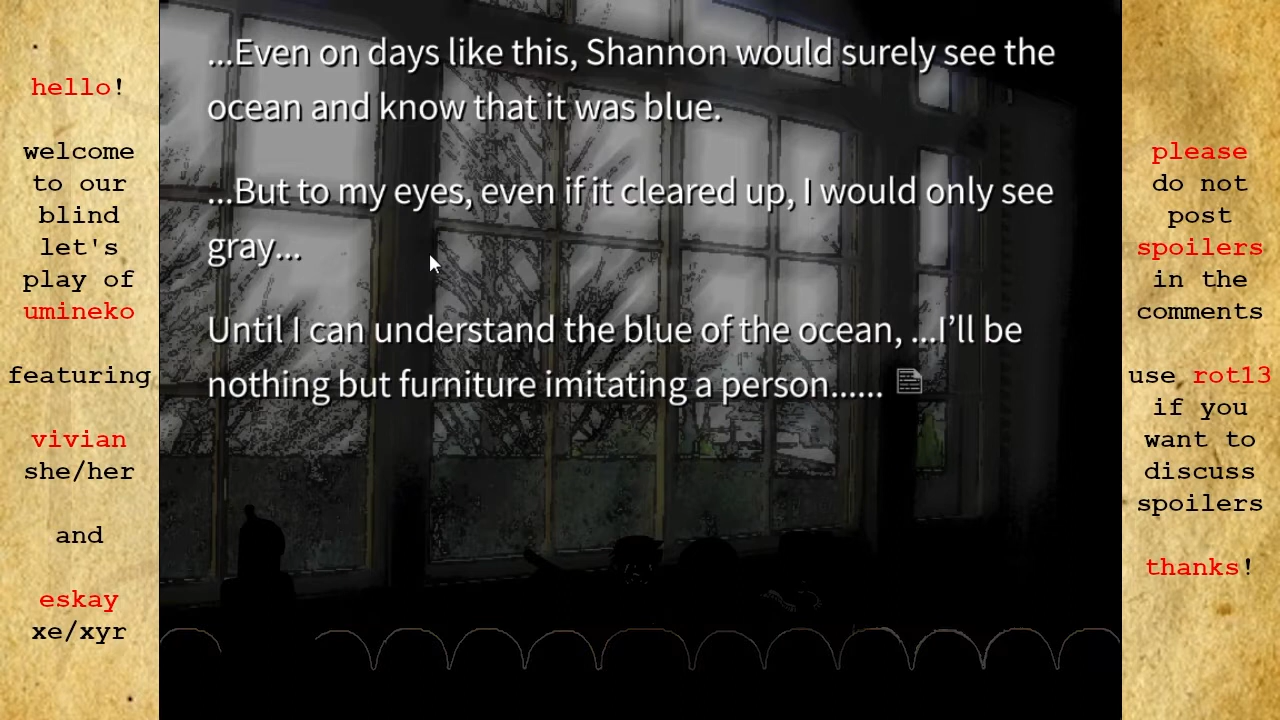 hello!
welcome
to our
blind
let's
play of
umineko
featuring
vivian
she/her
and
eskay
xe/xyr
...Even on days like this, Shannon would surely see the
ocean and know that it was blue.
...But to my eyes, even if it cleared up, I would only see
gray...
Until I can understand the blue of the ocean, ...I’ll be
nothing but furniture imitating a person......
please
do not
post
spoilers
in the
comments
use rot13
if you
want to
discuss
spoilers
thanks!